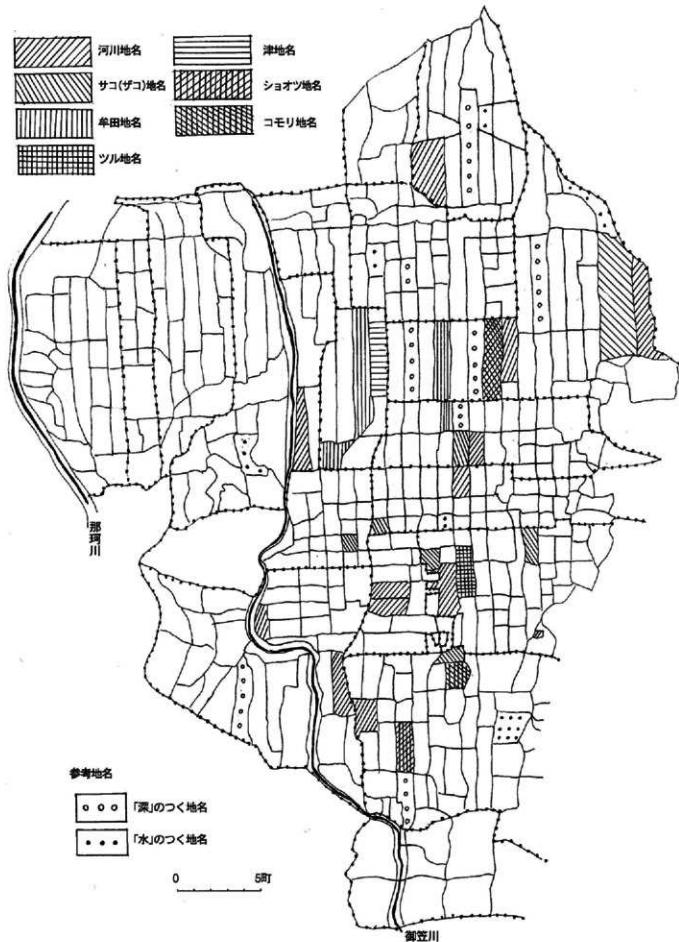 河川地名
サコ(ザコ)地名
牟田地名
ツル地名
津地名
ショオツ地名
コモリ地名
那珂川
参考地名
「深」のつく地名
「水」のつく地名
0 5町
御笠川